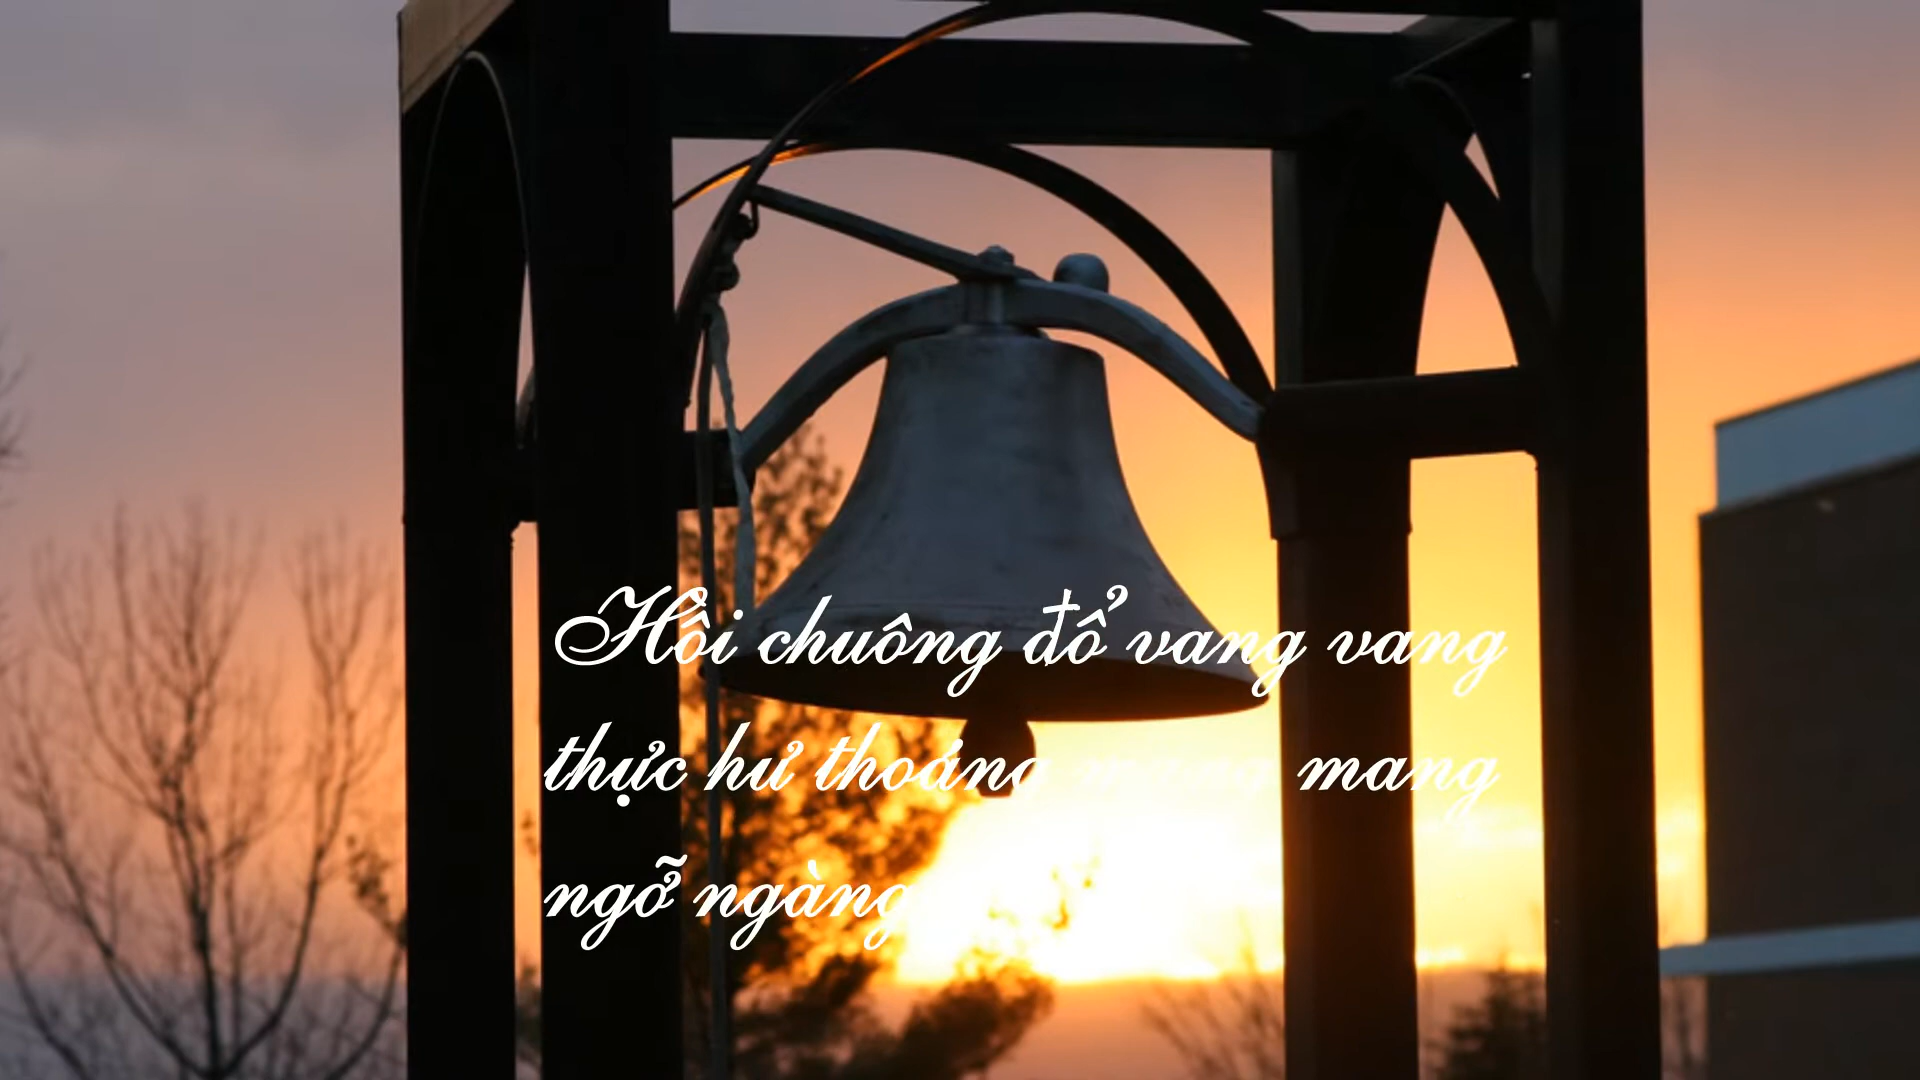 Hồi chuông đổ vang vang
thực hư thoáng mang mang
ngỡ ngàng